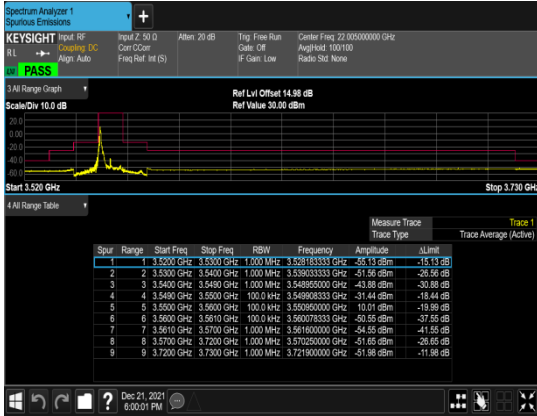 Spectrum Analyzer 1
Spurious Emissions
KEYSIGHT Input: RF Input Z: 50 Ω Atten: 20 dB Trig: Free Run Center Freq: 22.005000000 GHz
RL Coupling: DC Corr CCorr Gate: Off Avg|Hold: 100/100
Align: Auto Freq Ref: Int (S) IF Gain: Low Radio Std: None
PASS
3 All Range Graph
Ref Lvl Offset 14.98 dB
Scale/Div 10.0 dB Ref Value 30.00 dBm
20.0
0.00
-20.0
-40.0
-60.0
Start 3.520 GHz Stop 3.730 GHz
4 All Range Table
Measure Trace Trace 1
Trace Type Trace Average (Active)
Spur Range Start Freq Stop Freq RBW Frequency Amplitude ΔLimit
1 1 3.5200 GHz 3.5300 GHz 1.000 MHz 3.528183333 GHz -55.13 dBm -15.13 dB
2 2 3.5300 GHz 3.5400 GHz 1.000 MHz 3.539033333 GHz -51.56 dBm -26.56 dB
3 3 3.5400 GHz 3.5490 GHz 1.000 MHz 3.548955000 GHz -43.88 dBm -30.88 dB
4 4 3.5490 GHz 3.5500 GHz 100.0 kHz 3.549908333 GHz -31.44 dBm -18.44 dB
5 5 3.5500 GHz 3.5600 GHz 100.0 kHz 3.550950000 GHz 10.01 dBm -19.99 dB
6 6 3.5600 GHz 3.5610 GHz 100.0 kHz 3.560078333 GHz -50.55 dBm -37.55 dB
7 7 3.5610 GHz 3.5700 GHz 1.000 MHz 3.561600000 GHz -54.55 dBm -41.55 dB
8 8 3.5700 GHz 3.7200 GHz 1.000 MHz 3.570250000 GHz -51.65 dBm -26.65 dB
9 9 3.7200 GHz 3.7300 GHz 1.000 MHz 3.721900000 GHz -51.98 dBm -11.98 dB
Dec 21, 2021
6:00:01 PM